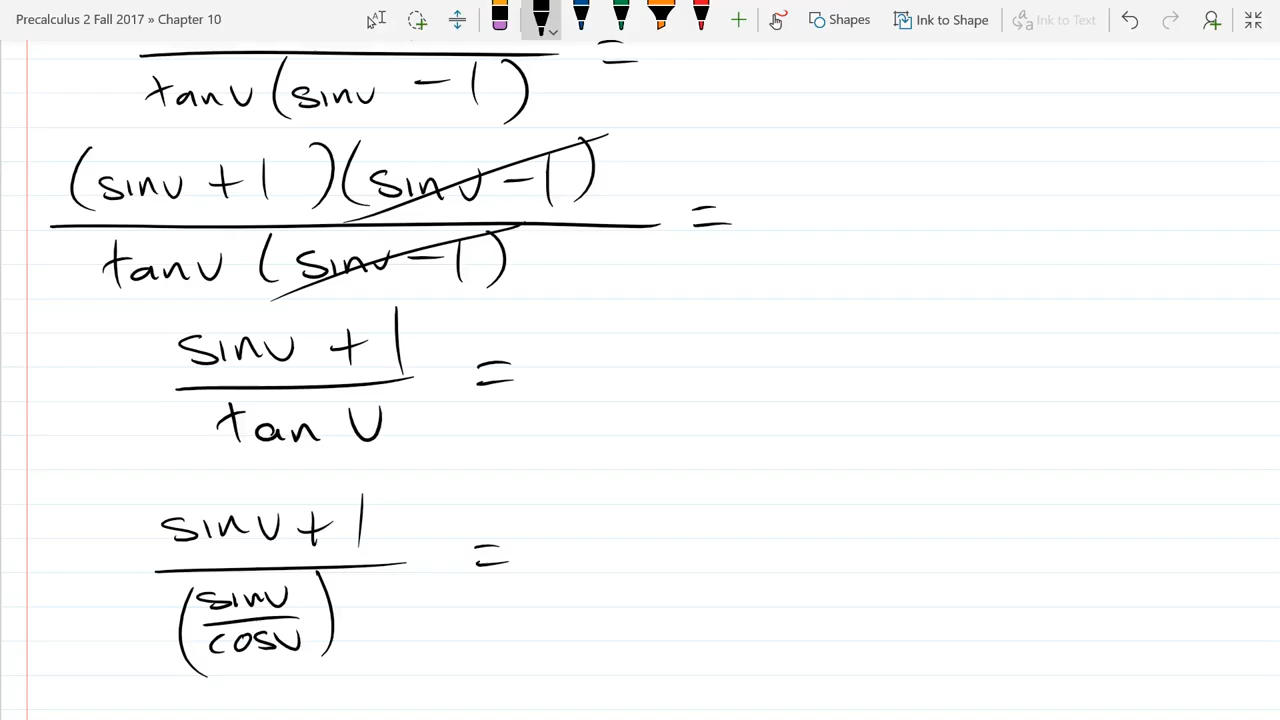 Precalculus 2 Fall 2017 » Chapter 10
Shapes
Ink to Shape
Ink to Text
=
tanv(sinv - 1)
(sinv + 1)(sinv - 1)
=
tanv (sinv - 1)
sinv + 1
=
tan v
sinv + 1
=
(sinv
cosv)